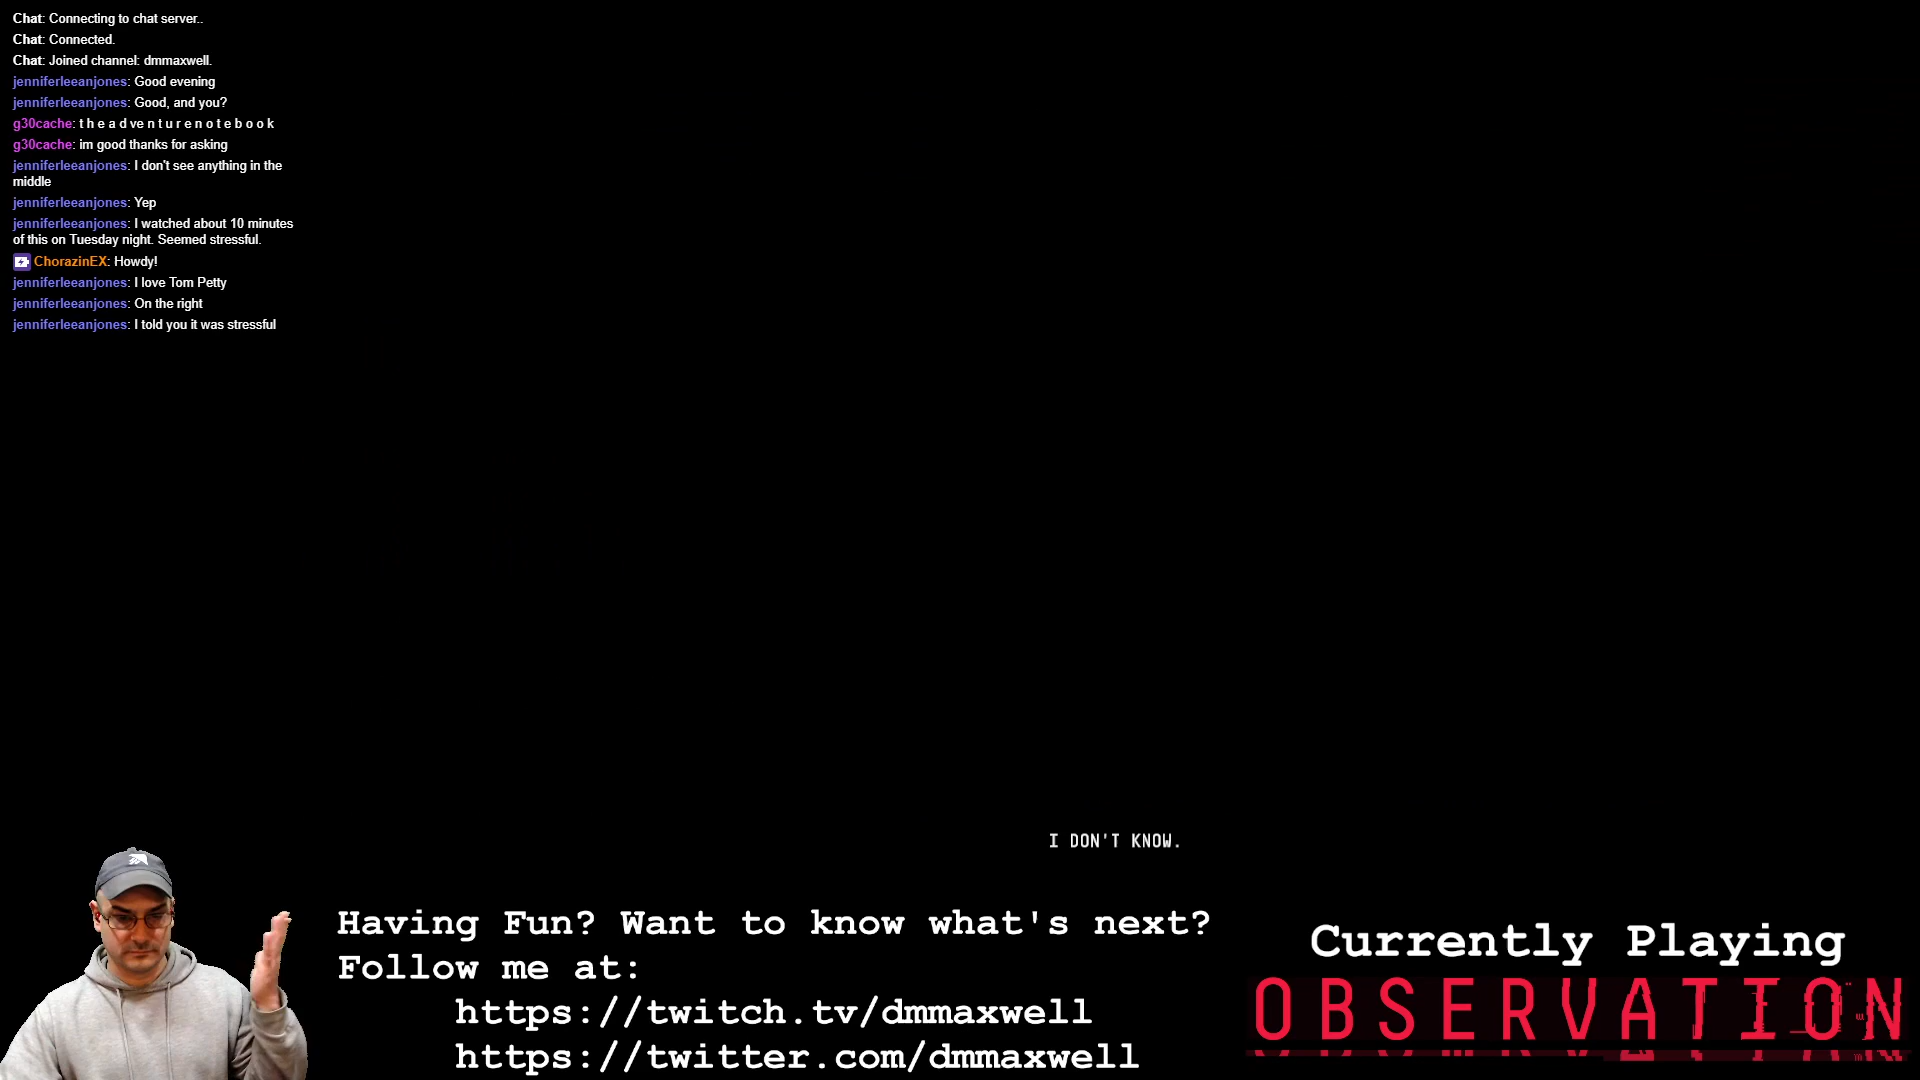 Chat: Connecting to chat server..
Chat: Connected.
Chat: Joined channel: dmmaxwell.
jenniferleeanjones: Good evening
jenniferleeanjones: Good, and you?
g30cache: t h e a d v e n t u r e n o t e b o o k
g30cache: im good thanks for asking
jenniferleeanjones: I don't see anything in the
middle
jenniferleeanjones: Yep
jenniferleeanjones: I watched about 10 minutes
of this on Tuesday night. Seemed stressful.
ChorazinEX: Howdy!
jenniferleeanjones: I love Tom Petty
jenniferleeanjones: On the right
jenniferleeanjones: I told you it was stressful
I DON'T KNOW.
Having Fun? Want to know what's next?
Follow me at:
https://twitch.tv/dmmaxwell
https://twitter.com/dmmaxwell
Currently Playing
OBSERVATION